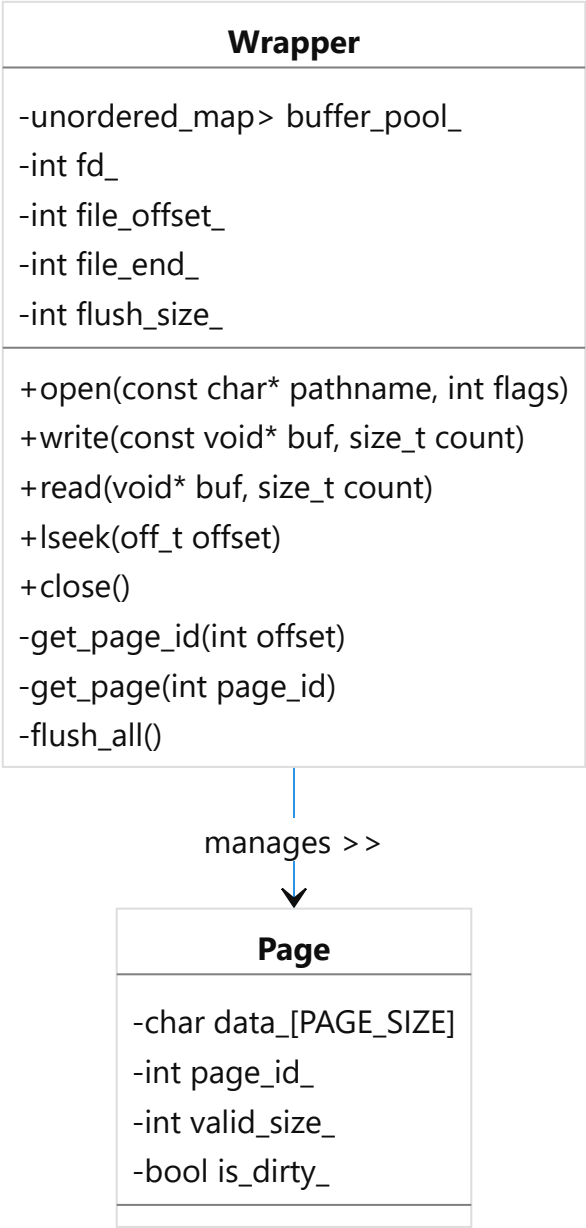 Wrapper
-unordered_map> buffer_pool_
-int fd_
-int file_offset_
-int file_end_
-int flush_size_
+open(const char* pathname, int flags)
+write(const void* buf, size_t count)
+read(void* buf, size_t count)
+lseek(off_t offset)
+close()
-get_page_id(int offset)
-get_page(int page_id)
-flush_all()
manages >>
Page
-char data_[PAGE_SIZE]
-int page_id_
-int valid_size_
-bool is_dirty_